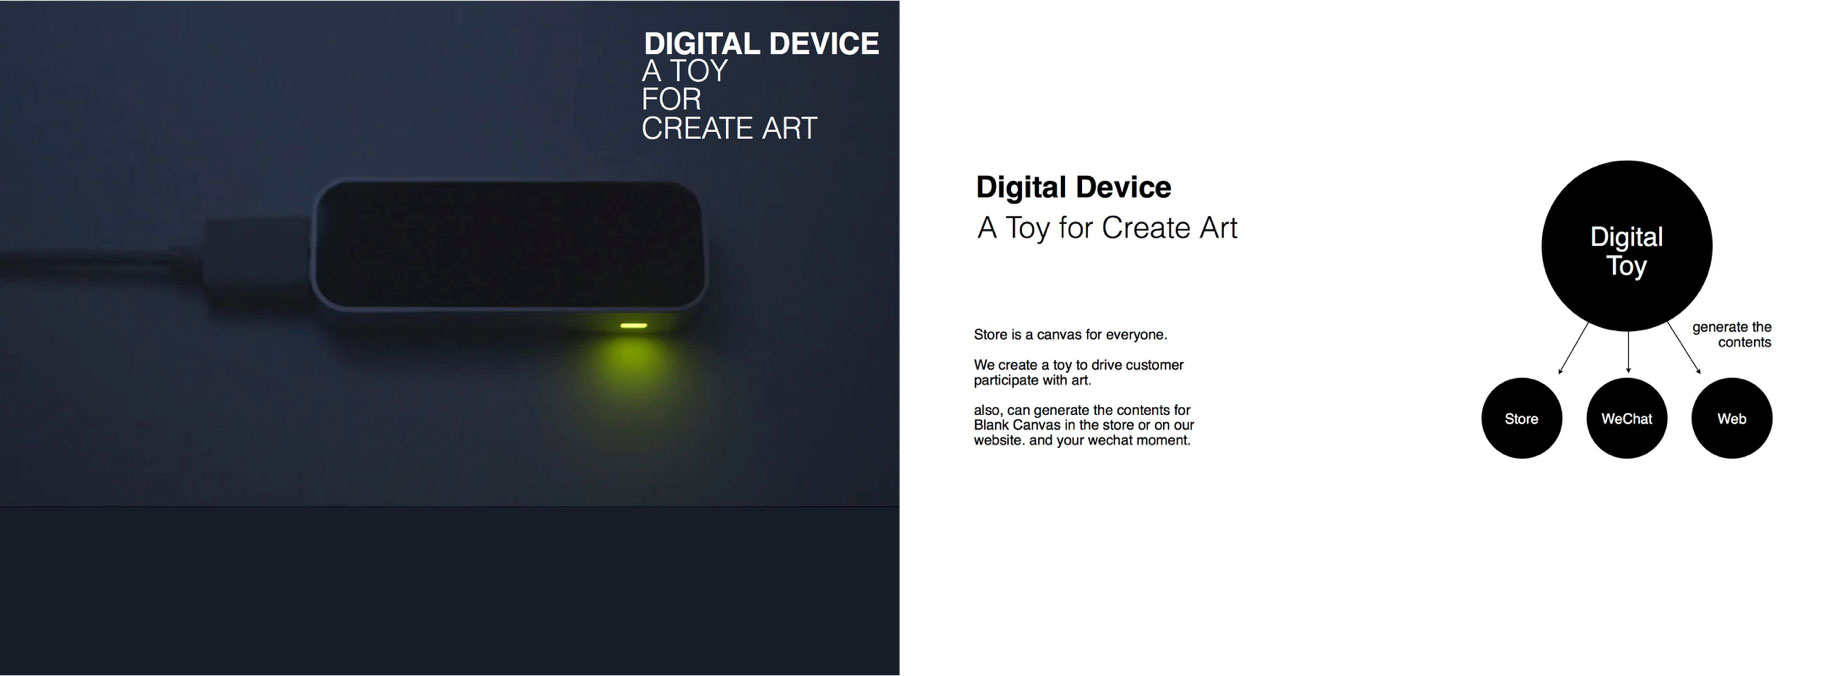 DIGITAL DEVICE
A TOY
FOR
CREATE ART
Digital Device
A Toy for Create Art
Store is a canvas for everyone.
We create a toy to drive customer
participate with art.
also, can generate the contents for
Blank Canvas in the store or on our
website. and your wechat moment.
Digital
Toy
generate the
contents
Store
WeChat
Web